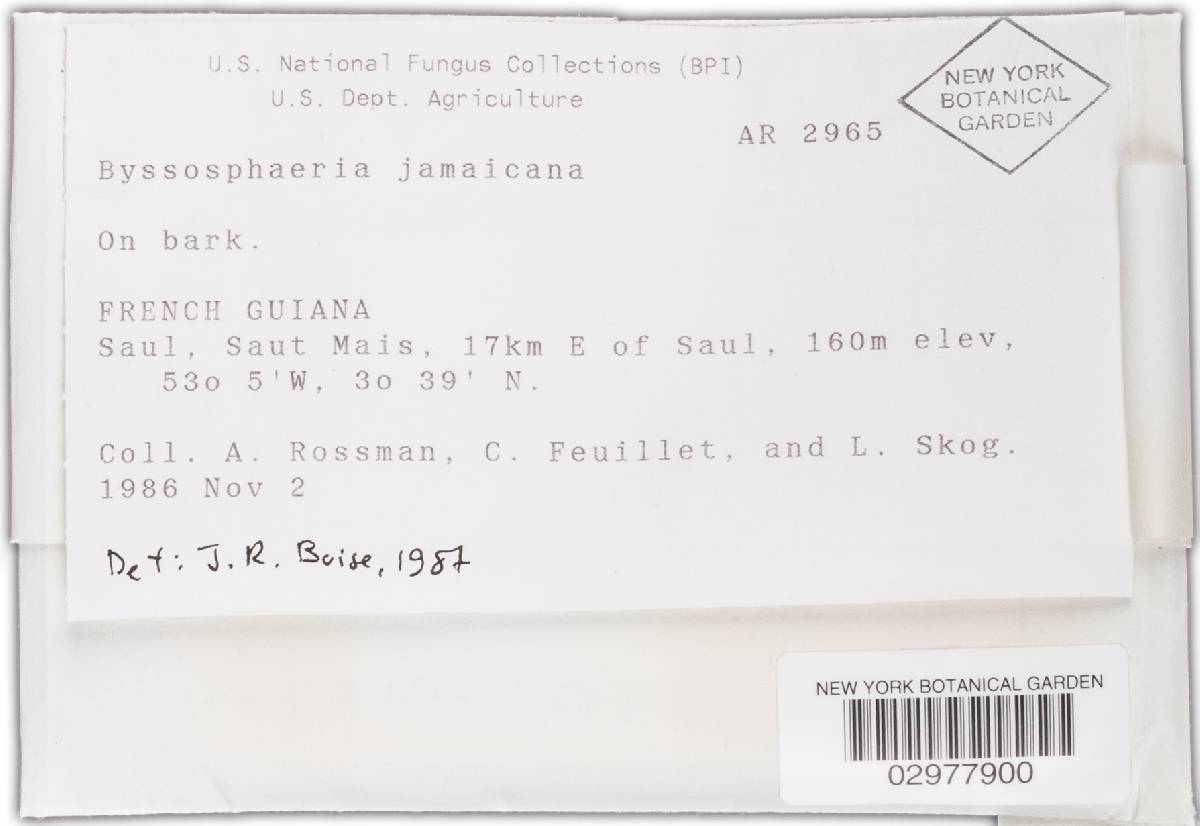 U.S. National Fungus Collections (BPI)
U.S. Dept. Agriculture
NEW YORK
BOTANICAL
GARDEN
AR 2965
Byssosphaeria jamaicana
On bark.
FRENCH GUIANA
Saul, Saut Mais, 17km E of Saul, 160m elev,
53o 5'W, 3o 39' N.
Coll. A. Rossman, C. Feuillet, and L. Skog.
1986 Nov 2
Det: J.R. Boise, 1987
NEW YORK BOTANICAL GARDEN
02977900